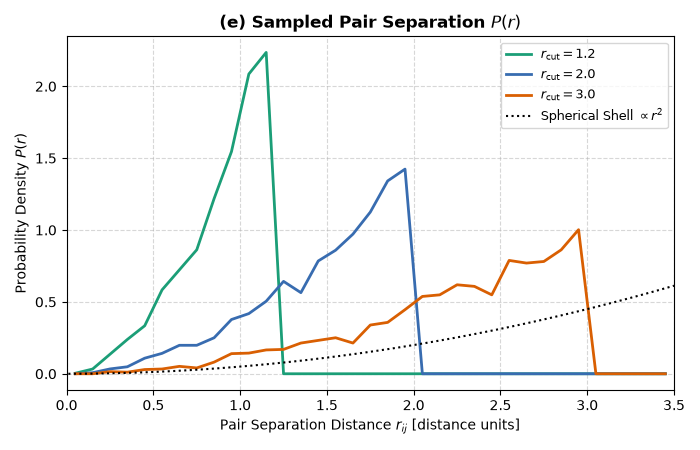 (e) Sampled Pair Separation P(r)
r_cut = 1.2
r_cut = 2.0
r_cut = 3.0
Spherical Shell ∝ r²
Probability Density P(r)
2.0
1.5
1.0
0.5
0.0
0.0 0.5 1.0 1.5 2.0 2.5 3.0 3.5
Pair Separation Distance r_ij [distance units]